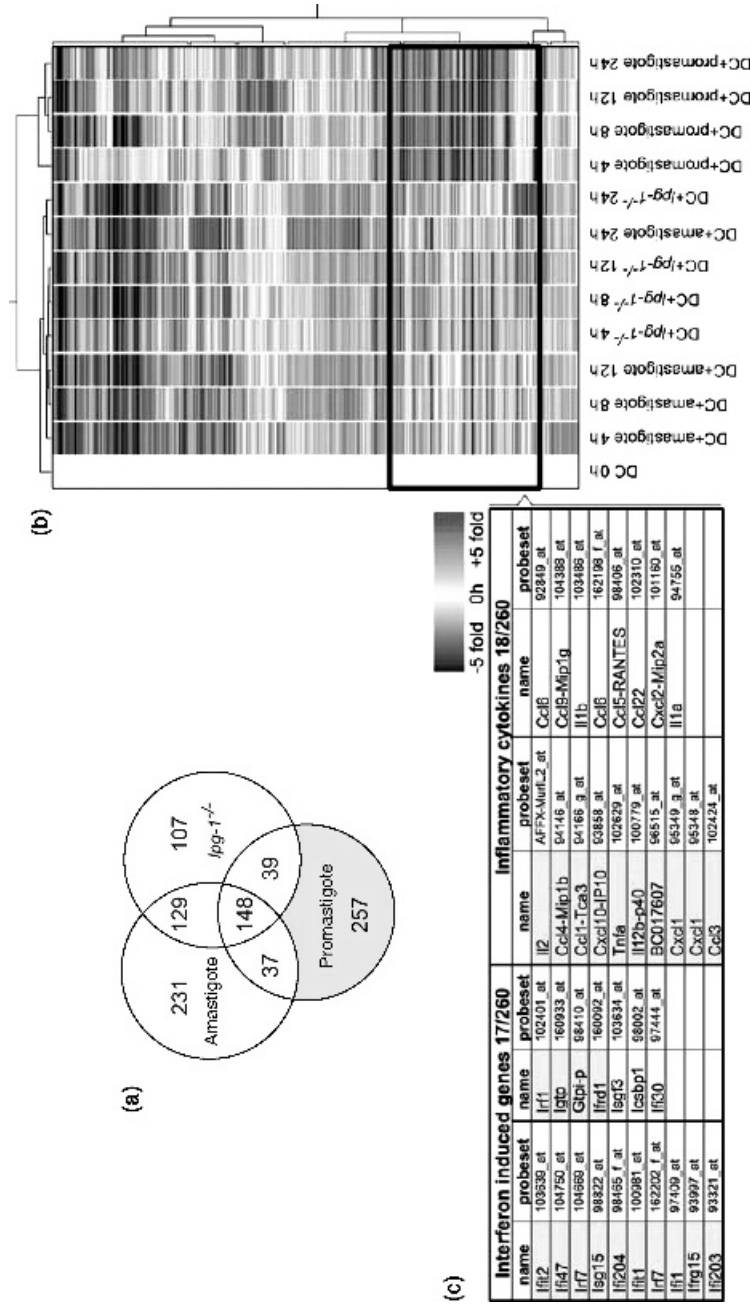 (a)
Amastigote
231
129
107
lpg-1-/-
148
37
39
Promastigote
257
(b)
DC 0h
DC+amastigote 4h
DC+amastigote 8h
DC+amastigote 12h
DC+lpg-1-/- 4h
DC+lpg-1-/- 8h
DC+lpg-1-/- 12h
DC+amastigote 24h
DC+lpg-1-/- 24h
DC+promastigote 4h
DC+promastigote 8h
DC+promastigote 12h
DC+promastigote 24h
-5 fold 0h +5 fold
(c)
Interferon induced genes 17/260 Inflammatory cytokines 18/260
name probeset name probeset name probeset name probeset
Ifit2 103639_at Irf1 102401_at Il2 AFFX-MurIL2_at Ccl6 92849_at
Ifi47 104750_at Igtp 160933_at Ccl4-Mip1b 94146_at Ccl9-Mip1g 104388_at
Irf7 104669_at Gtpi-p 98410_at Ccl1-Tca3 94166_g_at Il1b 103486_at
Isg15 98822_at Ifrd1 160092_at Cxcl10-IP10 93858_at Ccl6 162198_f_at
Ifi204 98465_f_at Isgf3 103634_at Tnfa 102629_at Ccl5-RANTES 98406_at
Ifit1 100981_at Icsbp1 98002_at Il12b-p40 100779_at Ccl22 102310_at
Irf7 162202_f_at Ifi30 97444_at BC017607 96515_at Cxcl2-Mip2a 101160_at
Ifi1 97409_at Cxcl1 95349_g_at Il1a 94755_at
Ifrg15 93997_at Cxcl1 95348_at
Ifi203 93321_at Ccl3 102424_at